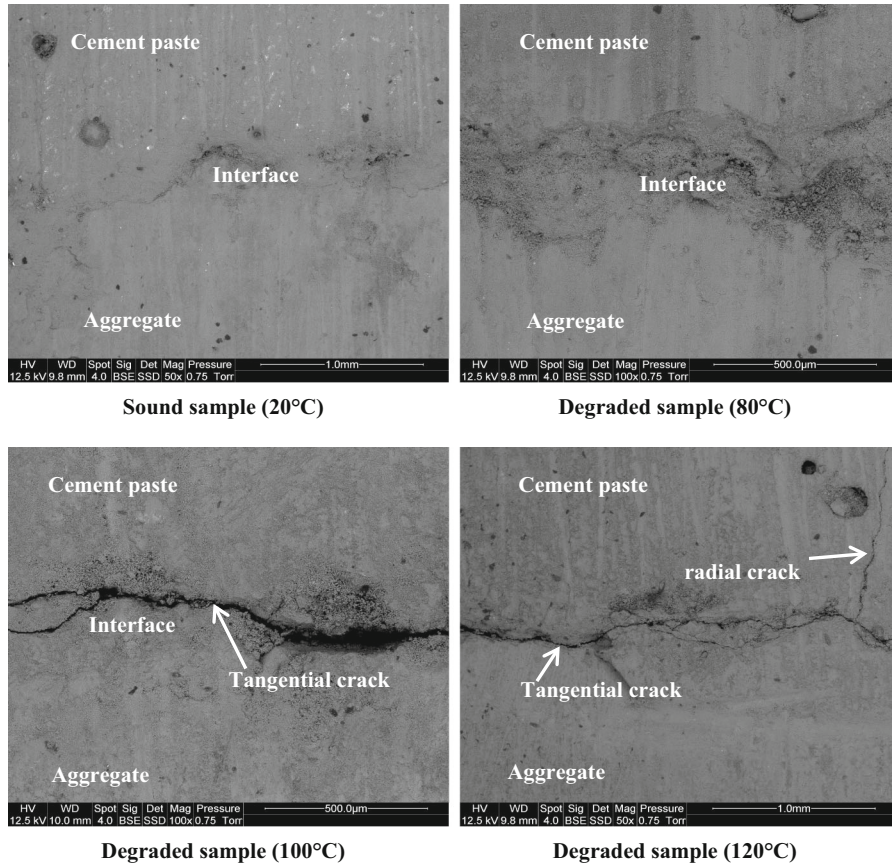 Cement paste
Interface
Aggregate
HV WD Spot Sig Det Mag Pressure 1.0mm
12.5 kV 9.8 mm 4.0 BSE SSD 50x 0.75 Torr
Sound sample (20°C)
Cement paste
Interface
Aggregate
HV WD Spot Sig Det Mag Pressure 500.0µm
12.5 kV 9.8 mm 4.0 BSE SSD 100x 0.75 Torr
Degraded sample (80°C)
Cement paste
Interface
Tangential crack
Aggregate
HV WD Spot Sig Det Mag Pressure 500.0µm
12.5 kV 10.0 mm 4.0 BSE SSD 100x 0.75 Torr
Degraded sample (100°C)
Cement paste
radial crack
Tangential crack
Aggregate
HV WD Spot Sig Det Mag Pressure 1.0mm
12.5 kV 9.8 mm 4.0 BSE SSD 50x 0.75 Torr
Degraded sample (120°C)